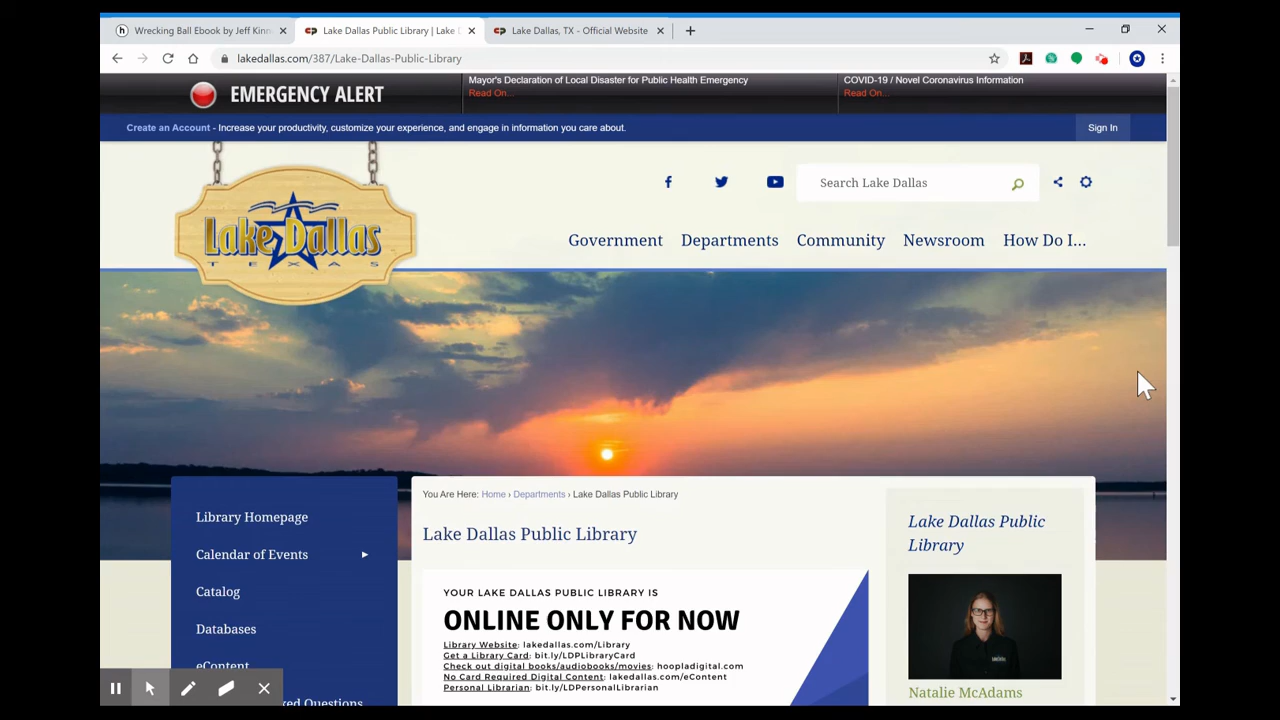 Wrecking Ball Ebook by Jeff Kinn
Lake Dallas Public Library | Lake D
Lake Dallas, TX - Official Website
lakedallas.com/387/Lake-Dallas-Public-Library
EMERGENCY ALERT
Mayor's Declaration of Local Disaster for Public Health Emergency
Read On...
COVID-19 / Novel Coronavirus Information
Read On...
Create an Account - Increase your productivity, customize your experience, and engage in information you care about.
Sign In
Lake Dallas
TEXAS
Search Lake Dallas
Government
Departments
Community
Newsroom
How Do I...
You Are Here: Home › Departments › Lake Dallas Public Library
Lake Dallas Public Library
YOUR LAKE DALLAS PUBLIC LIBRARY IS
ONLINE ONLY FOR NOW
Library Website: lakedallas.com/Library
Get a Library Card: bit.ly/LDPLibraryCard
Check out digital books/audiobooks/movies: hoopladigital.com
No Card Required Digital Content: lakedallas.com/eContent
Personal Librarian: bit.ly/LDPersonalLibrarian
Library Homepage
Calendar of Events
Catalog
Databases
eContent
ked Questions
Lake Dallas Public
Library
Natalie McAdams